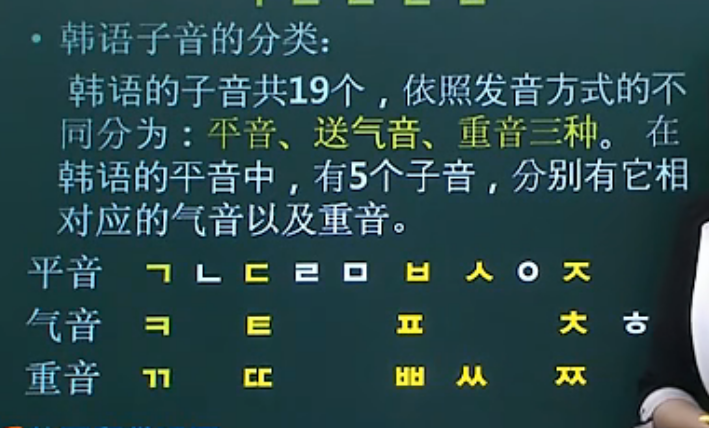 • 韩语子音的分类：
韩语的子音共19个，依照发音方式的不
同分为：平音、送气音、重音三种。在
韩语的平音中，有5个子音，分别有它相
对应的气音以及重音。
平音 ㄱ ㄴ ㄷ ㄹ ㅁ ㅂ ㅅ ㅇ ㅈ
气音 ㅋ ㅌ ㅍ ㅊ ㅎ
重音 ㄲ ㄸ ㅃ ㅆ ㅉ